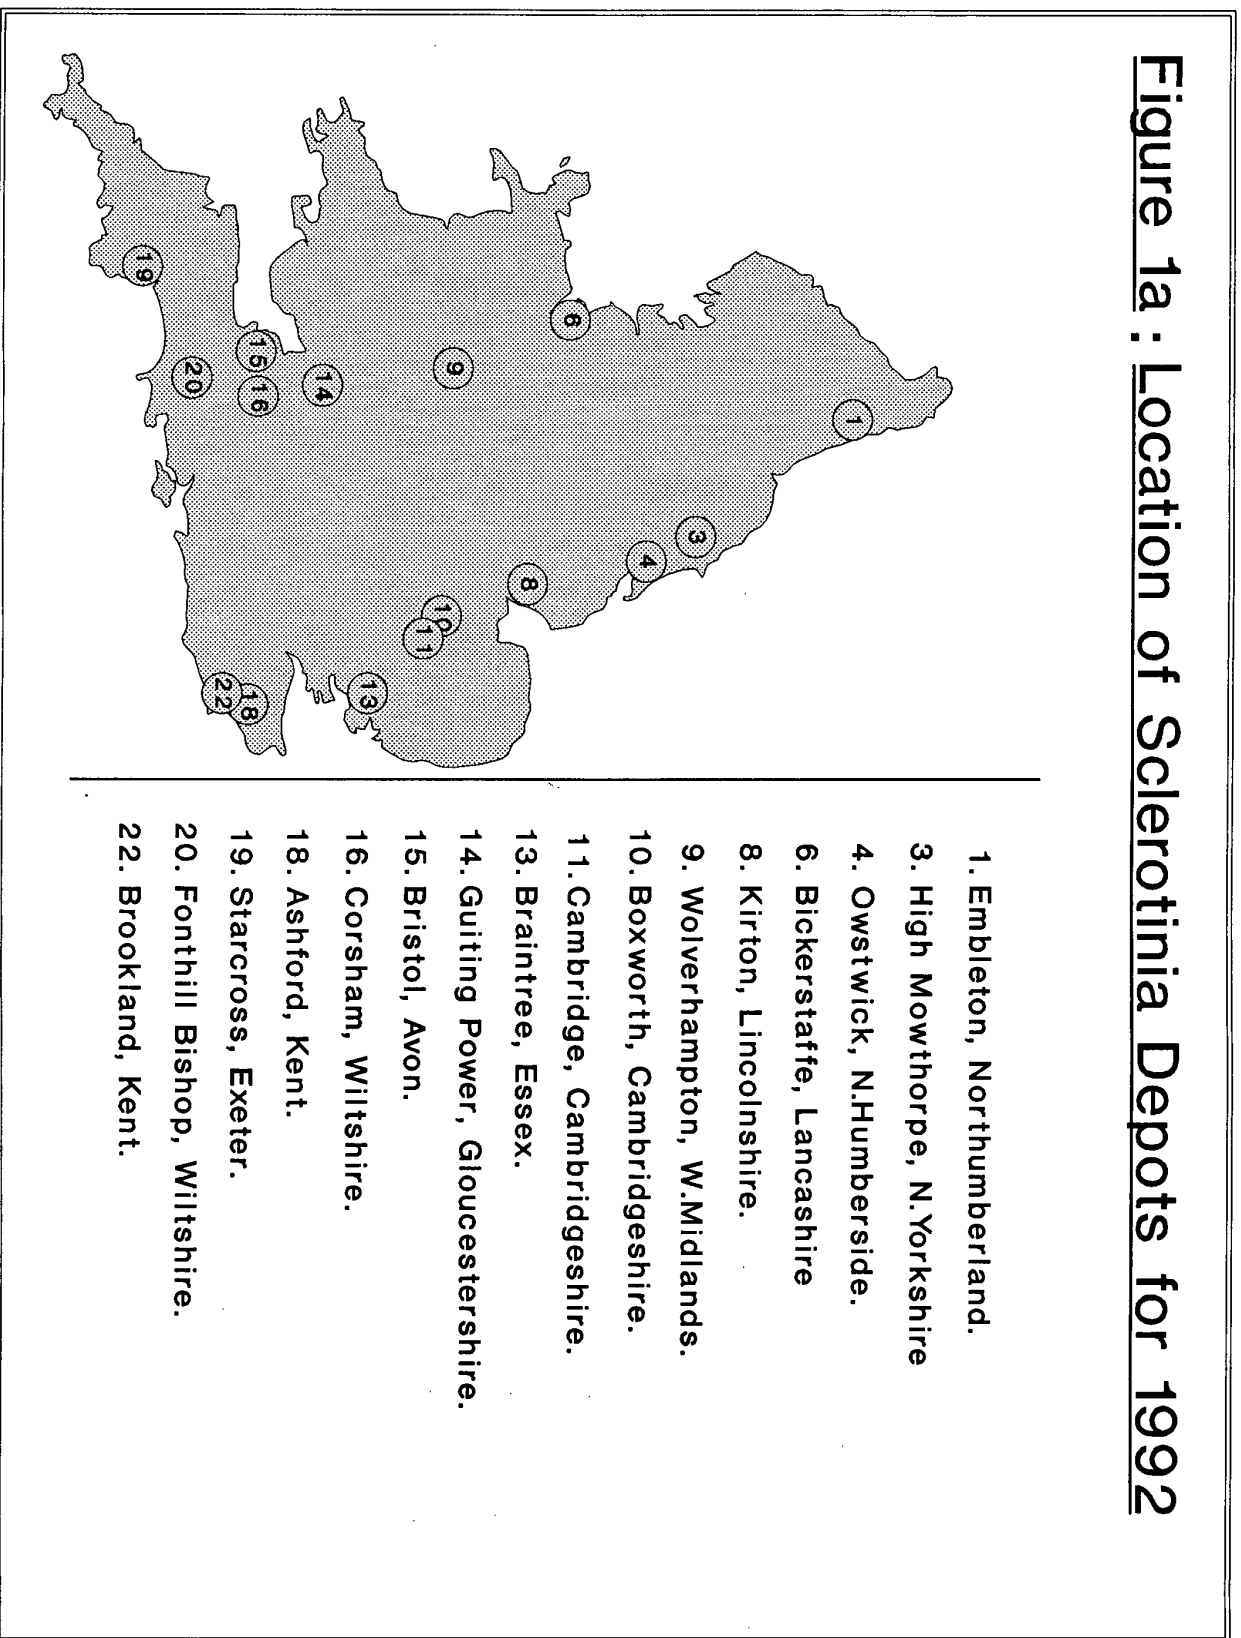 Figure 1a : Location of Sclerotinia Depots for 1992
1. Embleton, Northumberland.
3. High Mowthorpe, N.Yorkshire
4. Owstwick, N.Humberside.
6. Bickerstaffe, Lancashire
8. Kirton, Lincolnshire.
9. Wolverhampton, W.Midlands.
10. Boxworth, Cambridgeshire.
11.Cambridge, Cambridgeshire.
13. Braintree, Essex.
14. Guiting Power, Gloucestershire.
15. Bristol, Avon.
16. Corsham, Wiltshire.
18. Ashford, Kent.
19. Starcross, Exeter.
20. Fonthill Bishop, Wiltshire.
22. Brookland, Kent.
1
3
4
6
8
9
10
11
13
14
15
16
18
19
20
22